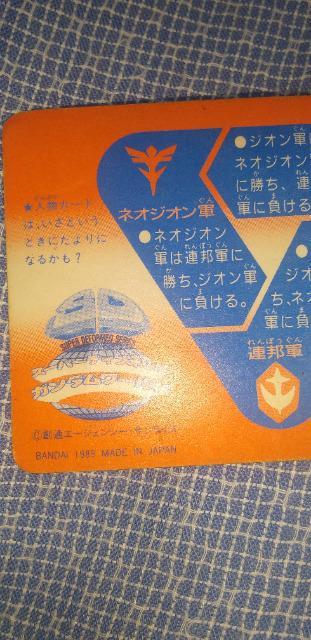 ★人物カード
は、いざという
ときにたよりに
なるかも？
ネオジオン軍
●ネオジオン
軍は連邦軍に
勝ち、ジオン軍
に負ける。
●ジオン軍
ネオジオン
に勝ち、連
軍に負ける
ジオ
ち、ネオ
軍に負
連邦軍
©創通エージェンシー・サンライズ
BANDAI 1989 MADE IN JAPAN